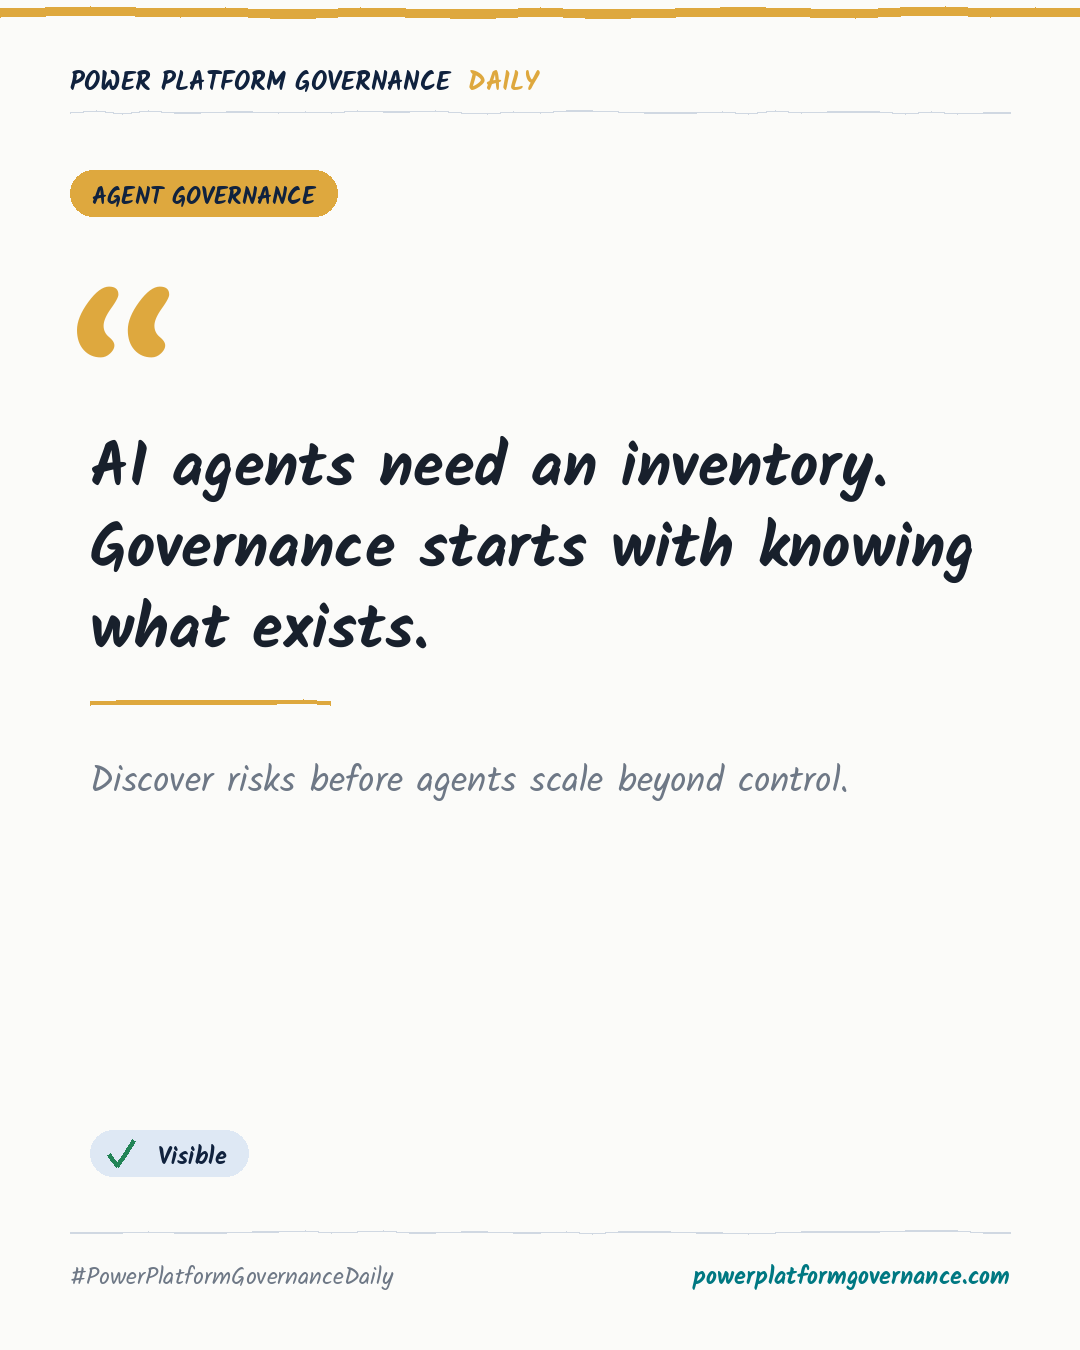 POWER PLATFORM GOVERNANCE DAILY
AGENT GOVERNANCE
“
AI agents need an inventory.
Governance starts with knowing
what exists.
Discover risks before agents scale beyond control.
✓ Visible
#PowerPlatformGovernanceDaily
powerplatformgovernance.com